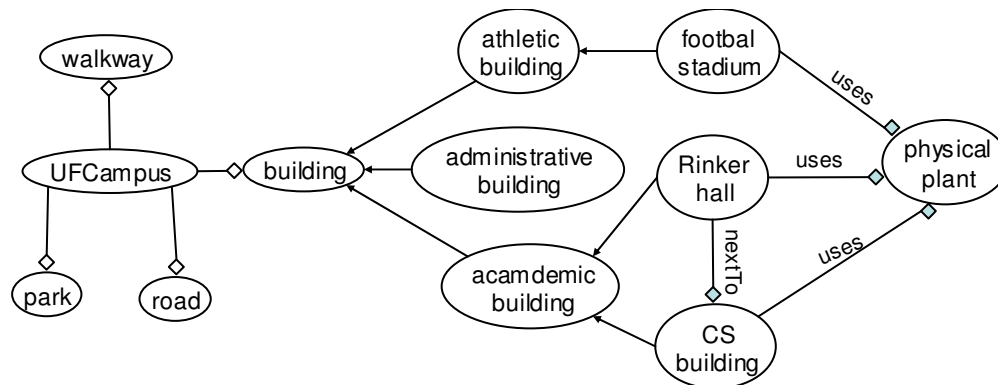 walkway
UFCampus
park
road
building
athletic
building
administrative
building
acamdemic
building
footbal
stadium
Rinker
hall
CS
building
physical
plant
uses
uses
uses
nextTo